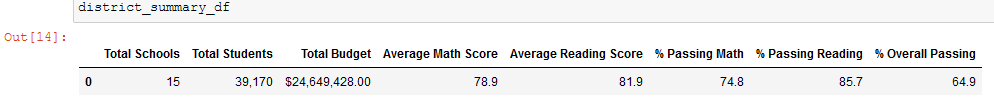 district_summary_df
Out[14]:
Total Schools Total Students Total Budget Average Math Score Average Reading Score % Passing Math % Passing Reading % Overall Passing
0 15 39,170 $24,649,428.00 78.9 81.9 74.8 85.7 64.9